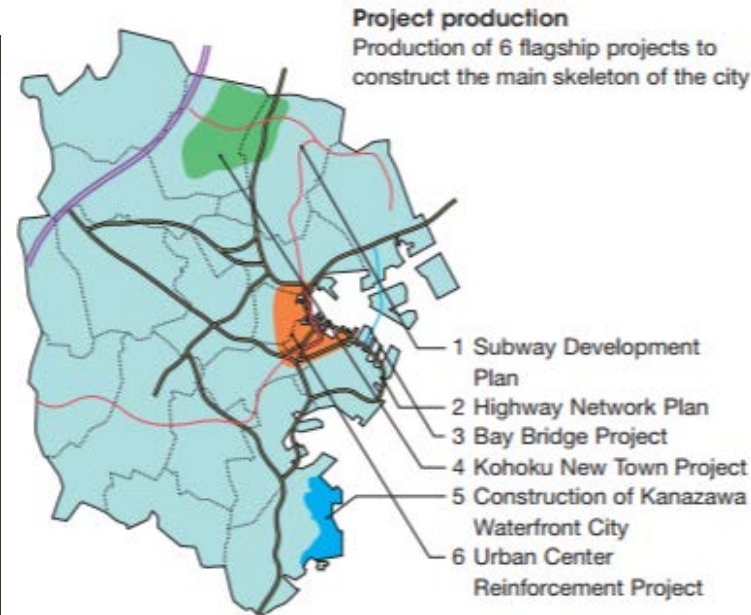 Project production
Production of 6 flagship projects to
construct the main skeleton of the city
1 Subway Development
Plan
2 Highway Network Plan
3 Bay Bridge Project
4 Kohoku New Town Project
5 Construction of Kanazawa
Waterfront City
6 Urban Center
Reinforcement Project